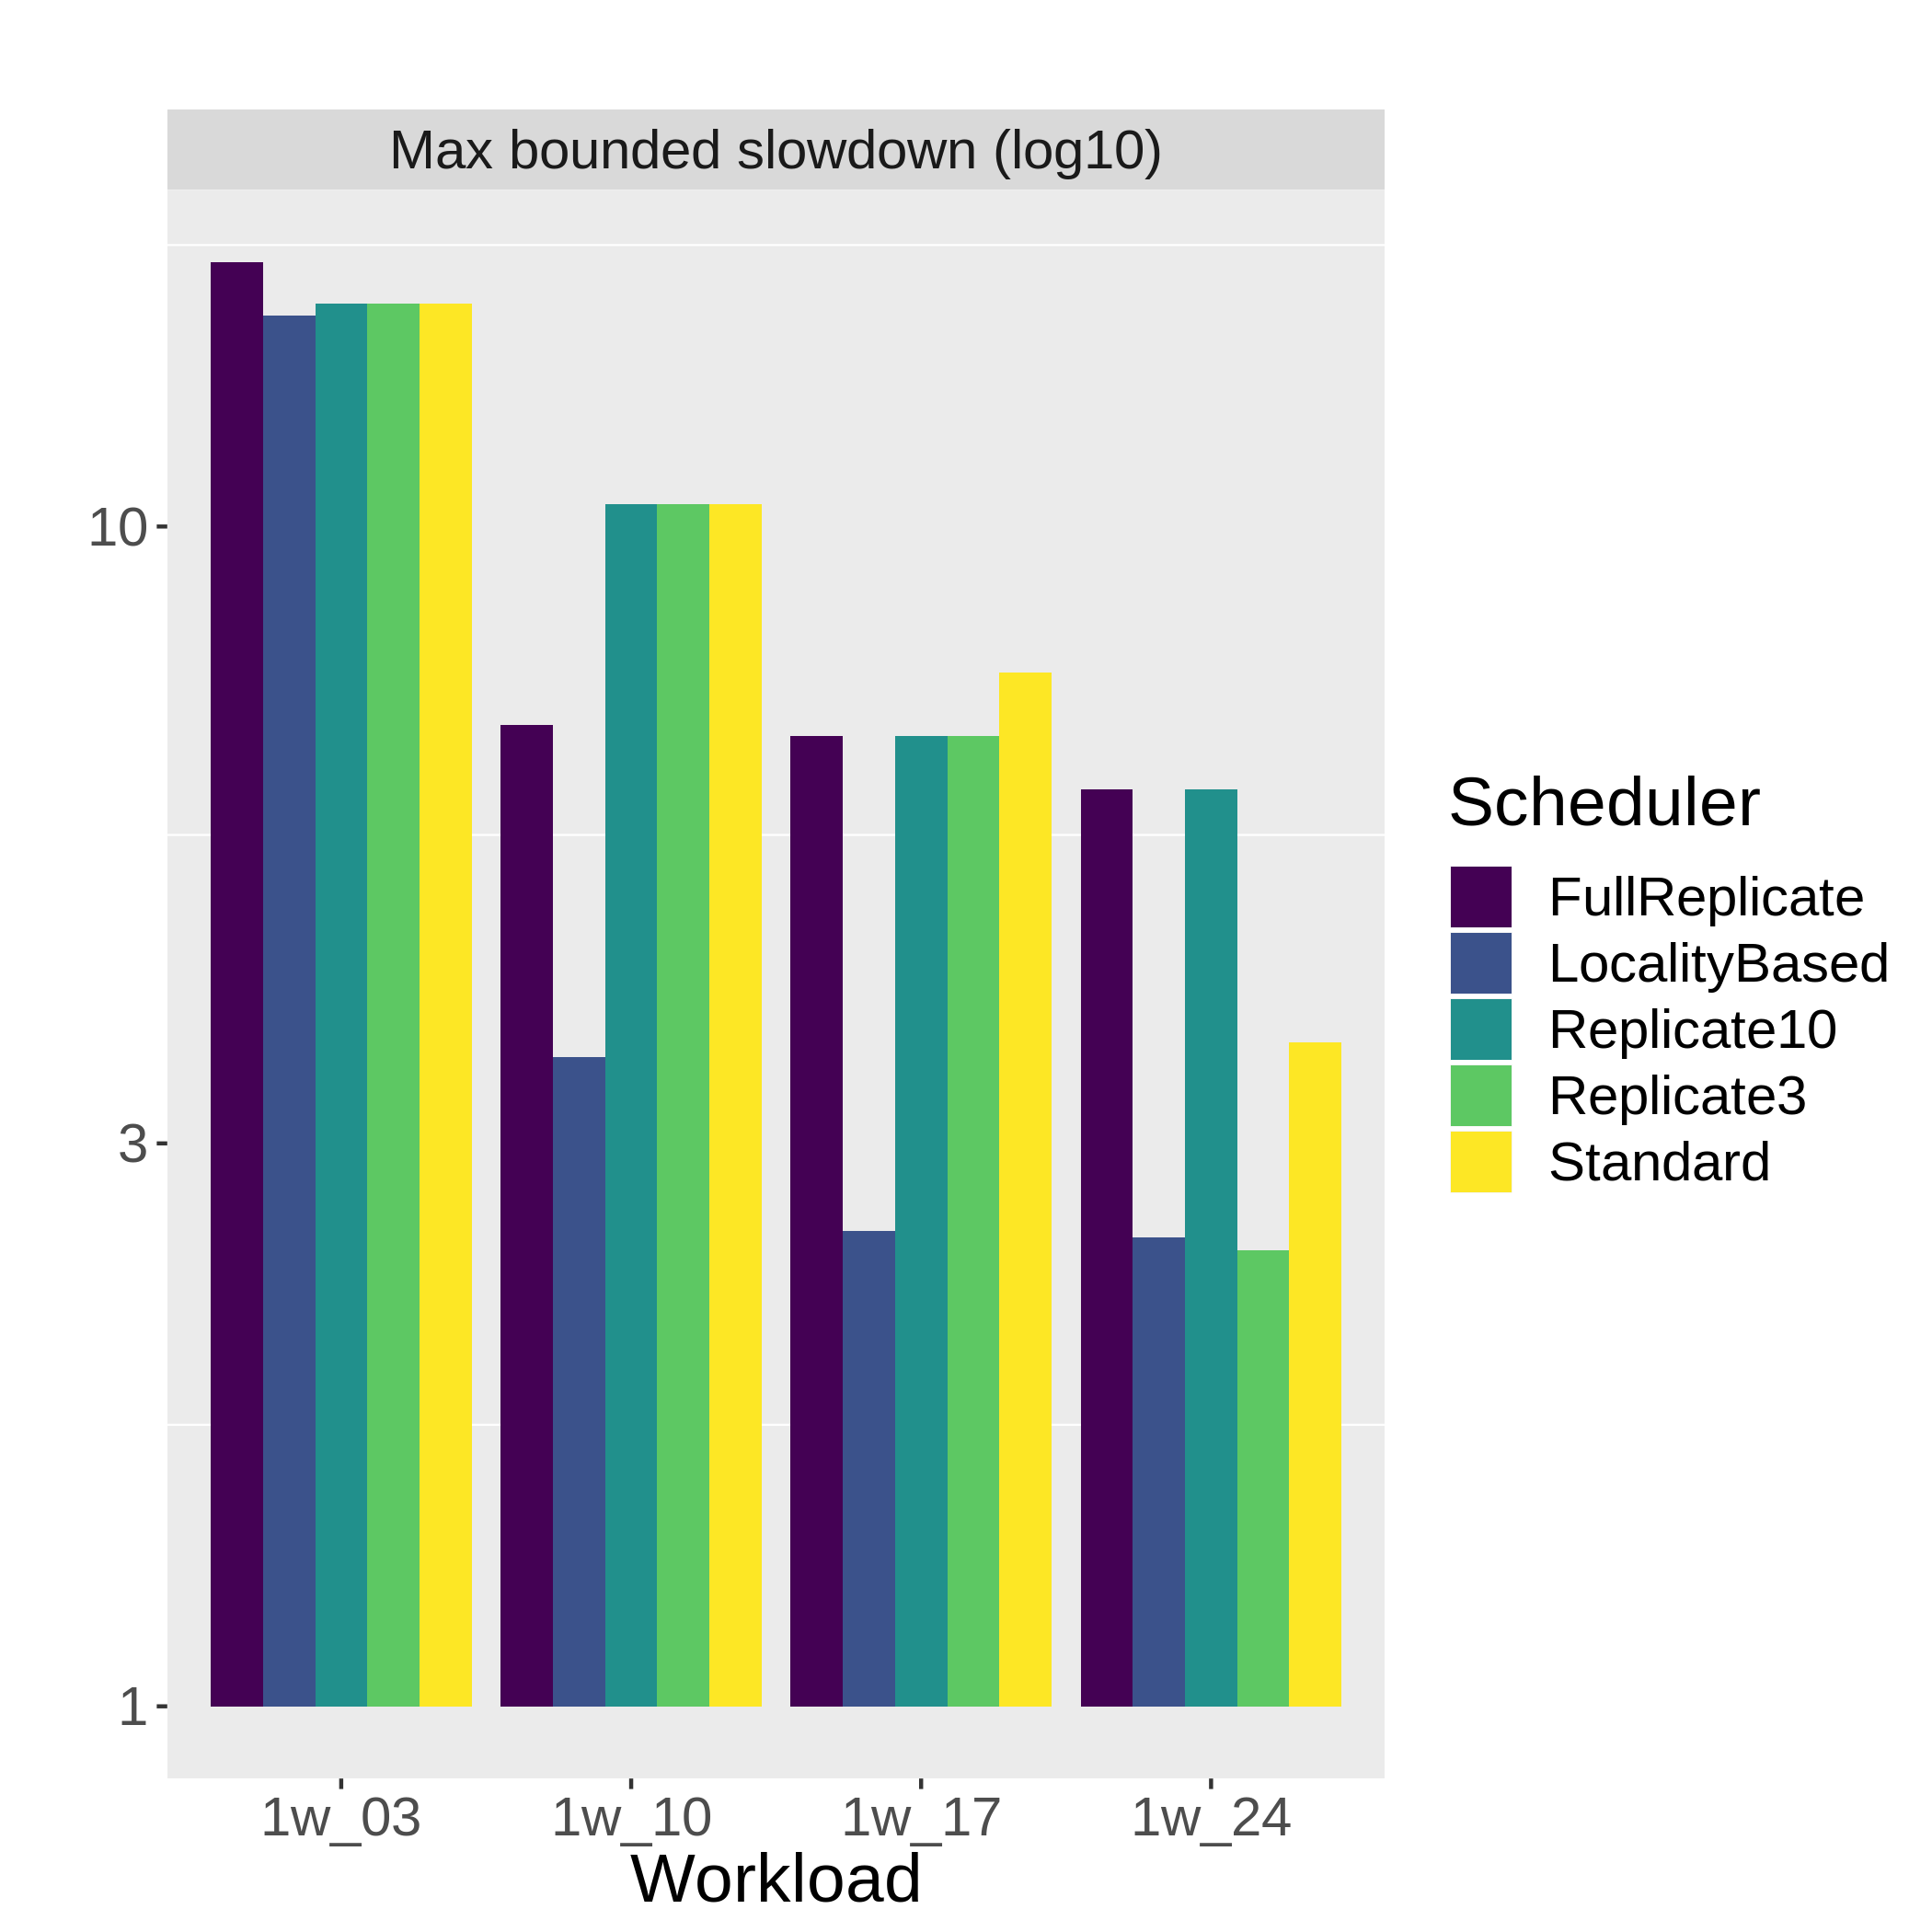 Max bounded slowdown (log10)
10
3
1
1w_03
1w_10
1w_17
1w_24
Workload
Scheduler
FullReplicate
LocalityBased
Replicate10
Replicate3
Standard